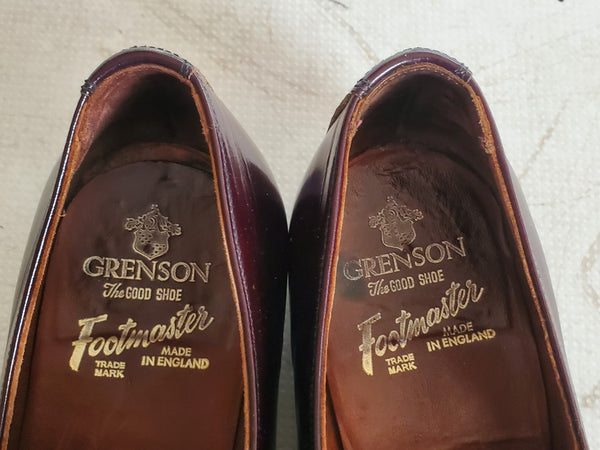 GRENSON
The GOOD SHOE
Footmaster
TRADE MARK
MADE IN ENGLAND
GRENSON
The GOOD SHOE
Footmaster
TRADE MARK
MADE IN ENGLAND